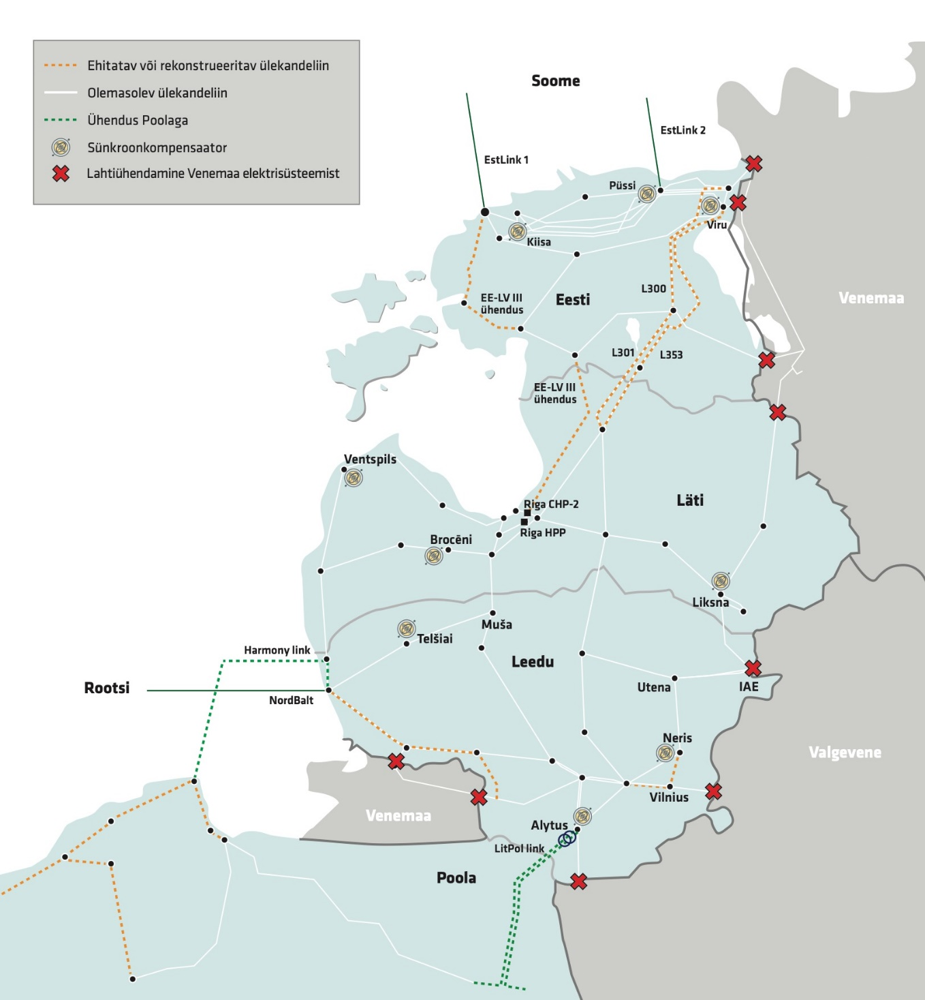 Ehitatav või rekonstrueeritav ülekandeliin
Olemasolev ülekandeliin
Ühendus Poolaga
Sünkroonkompensaator
Lahtiühendamine Venemaa elektrisüsteemist
Soome
EstLink 2
EstLink 1
Püssi
Viru
Kiisa
L300
EE-LV III
ühendus
Eesti
Venemaa
L301
L353
EE-LV III
ühendus
Ventspils
Läti
Riga CHP-2
Riga HPP
Brocēni
Liksna
Muša
Telšiai
Harmony link
Leedu
Rootsi
Utena
IAE
NordBalt
Neris
Valgevene
Vilnius
Venemaa
Alytus
LitPol link
Poola